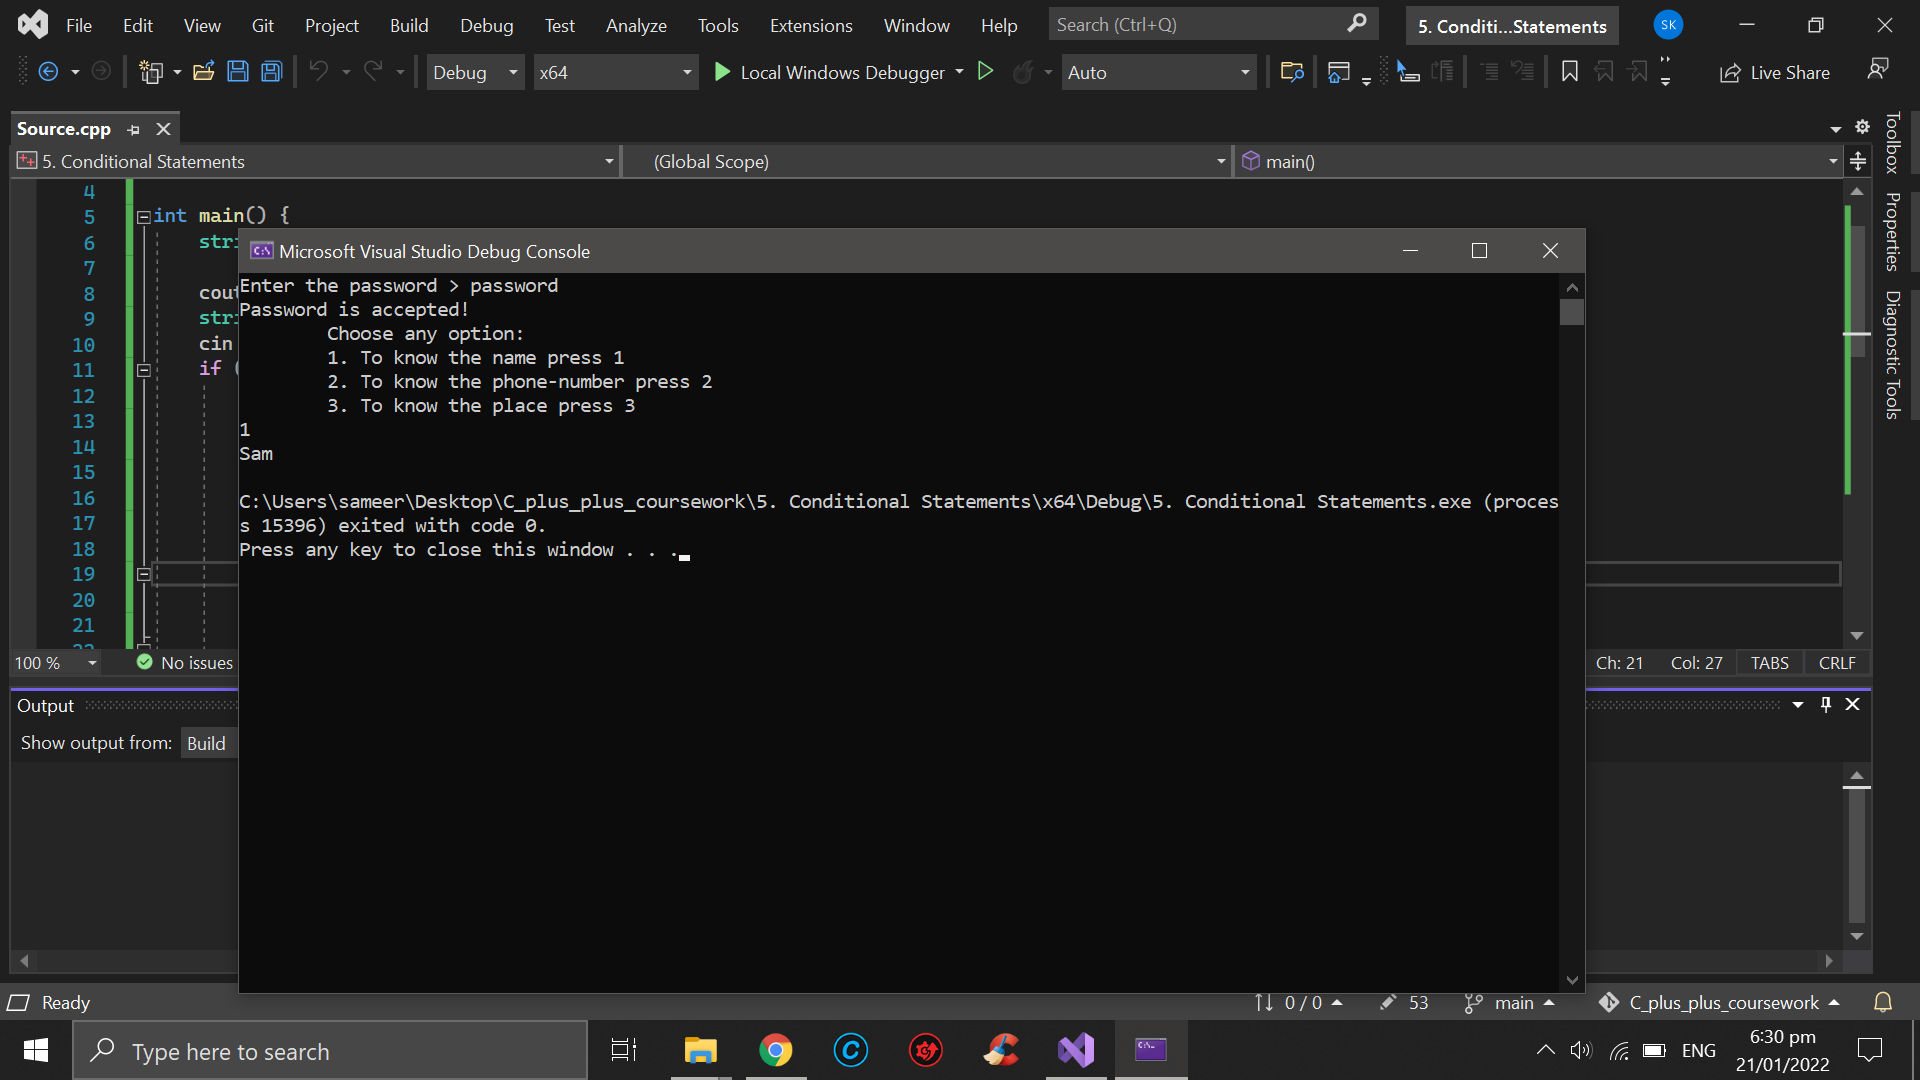 File Edit View Git Project Build Debug Test Analyze Tools Extensions Window Help Search (Ctrl+Q) 5. Conditi...Statements SK
Debug x64 Local Windows Debugger Auto Live Share
Source.cpp
5. Conditional Statements (Global Scope) main()
4
5 int main() {
6 stri
7
8 cout
9 stri
10 cin
11 if (
12
13
14
15
16
17
18
19
20
21
22
Microsoft Visual Studio Debug Console
Enter the password > password
Password is accepted!
Choose any option:
1. To know the name press 1
2. To know the phone-number press 2
3. To know the place press 3
1
Sam
C:\Users\sameer\Desktop\C_plus_plus_coursework\5. Conditional Statements\x64\Debug\5. Conditional Statements.exe (proces
s 15396) exited with code 0.
Press any key to close this window . . .
Toolbox
Properties
Diagnostic Tools
100 % No issues Ch: 21 Col: 27 TABS CRLF
Output
Show output from: Build
Ready 0 / 0 53 main C_plus_plus_coursework
Type here to search ENG 6:30 pm
21/01/2022